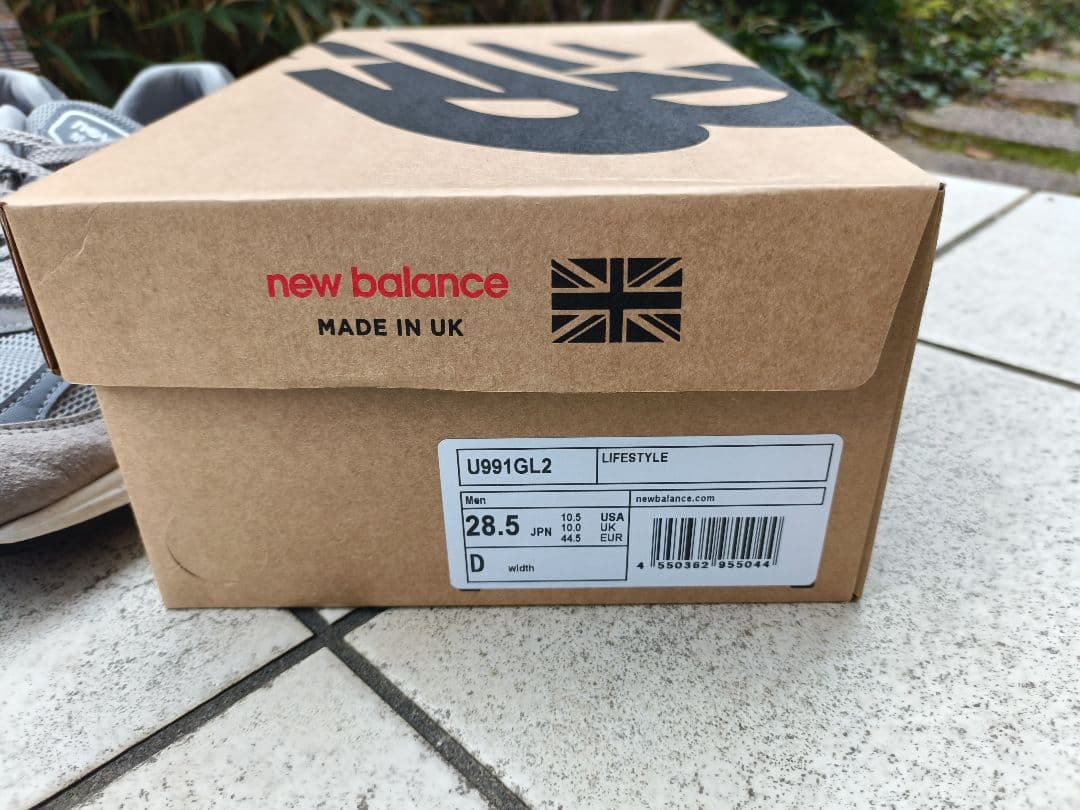 new balance
MADE IN UK
U991GL2
LIFESTYLE
Men
newbalance.com
28.5 JPN
10.5 USA
10.0 UK
44.5 EUR
D width
4 550362 955044